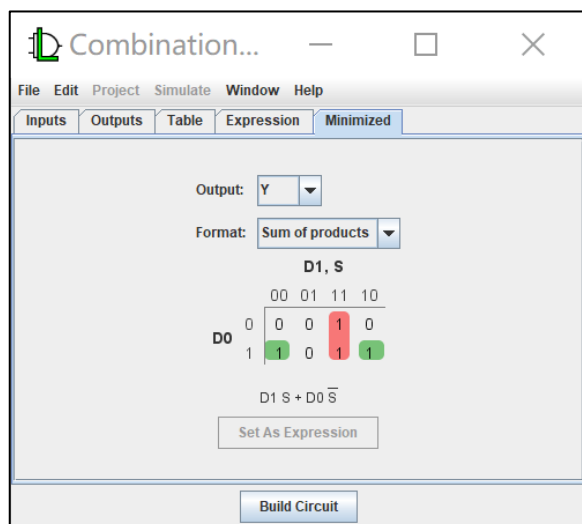 Combination...
File Edit Project Simulate Window Help
Inputs Outputs Table Expression Minimized
Output: Y
Format: Sum of products
D1, S
00 01 11 10
D0 0 0 0 1 0
1 1 0 1 1
D1 S + D0 S̅
Set As Expression
Build Circuit